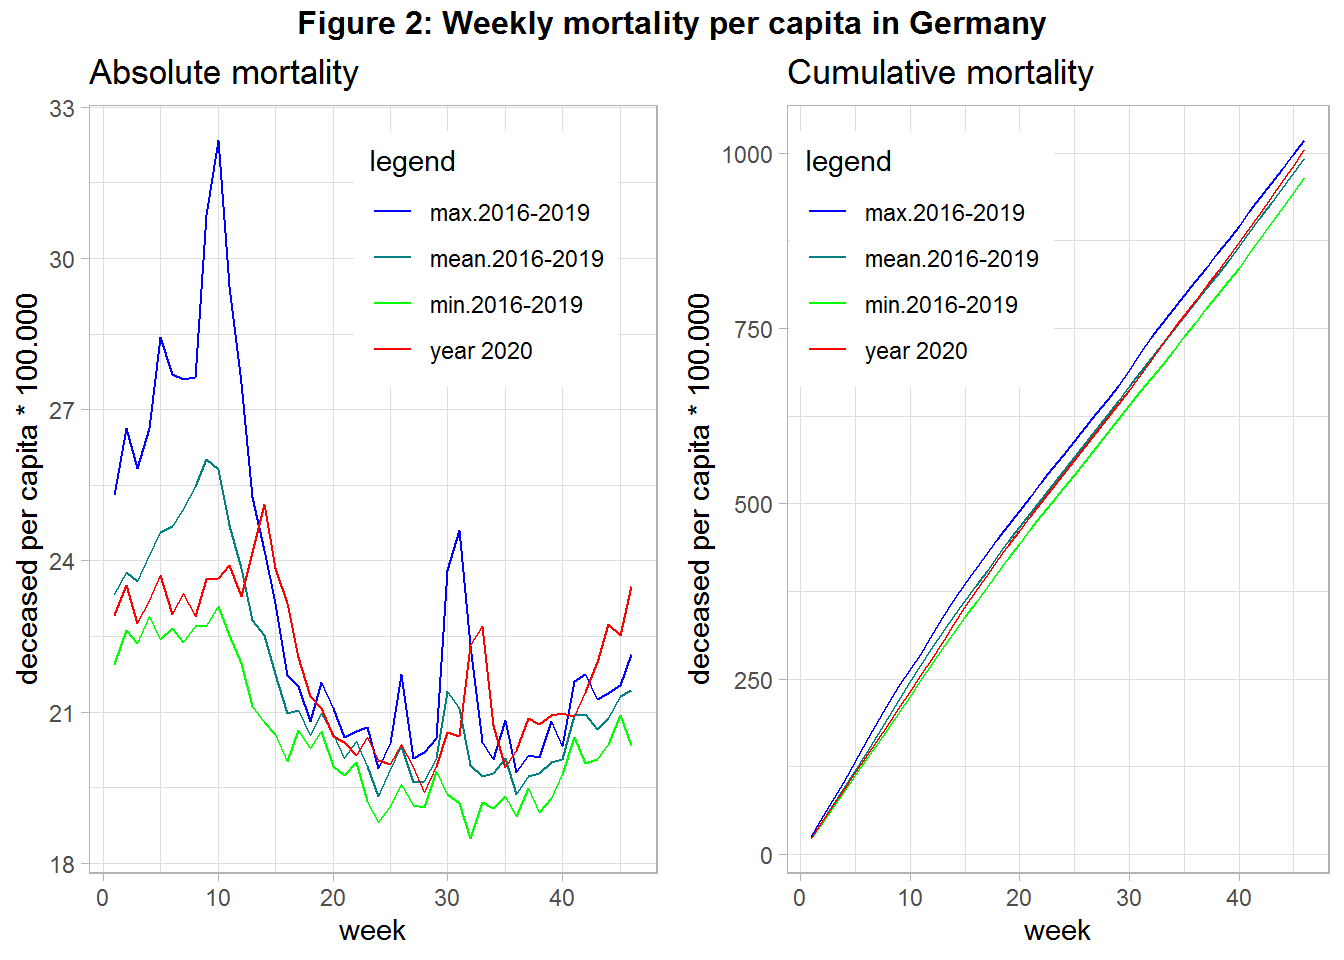 Figure 2: Weekly mortality per capita in Germany
Absolute mortality
deceased per capita * 100.000
33
30
27
24
21
18
legend
max.2016-2019
mean.2016-2019
min.2016-2019
year 2020
0 10 20 30 40
week
Cumulative mortality
deceased per capita * 100.000
1000
750
500
250
0
legend
max.2016-2019
mean.2016-2019
min.2016-2019
year 2020
0 10 20 30 40
week